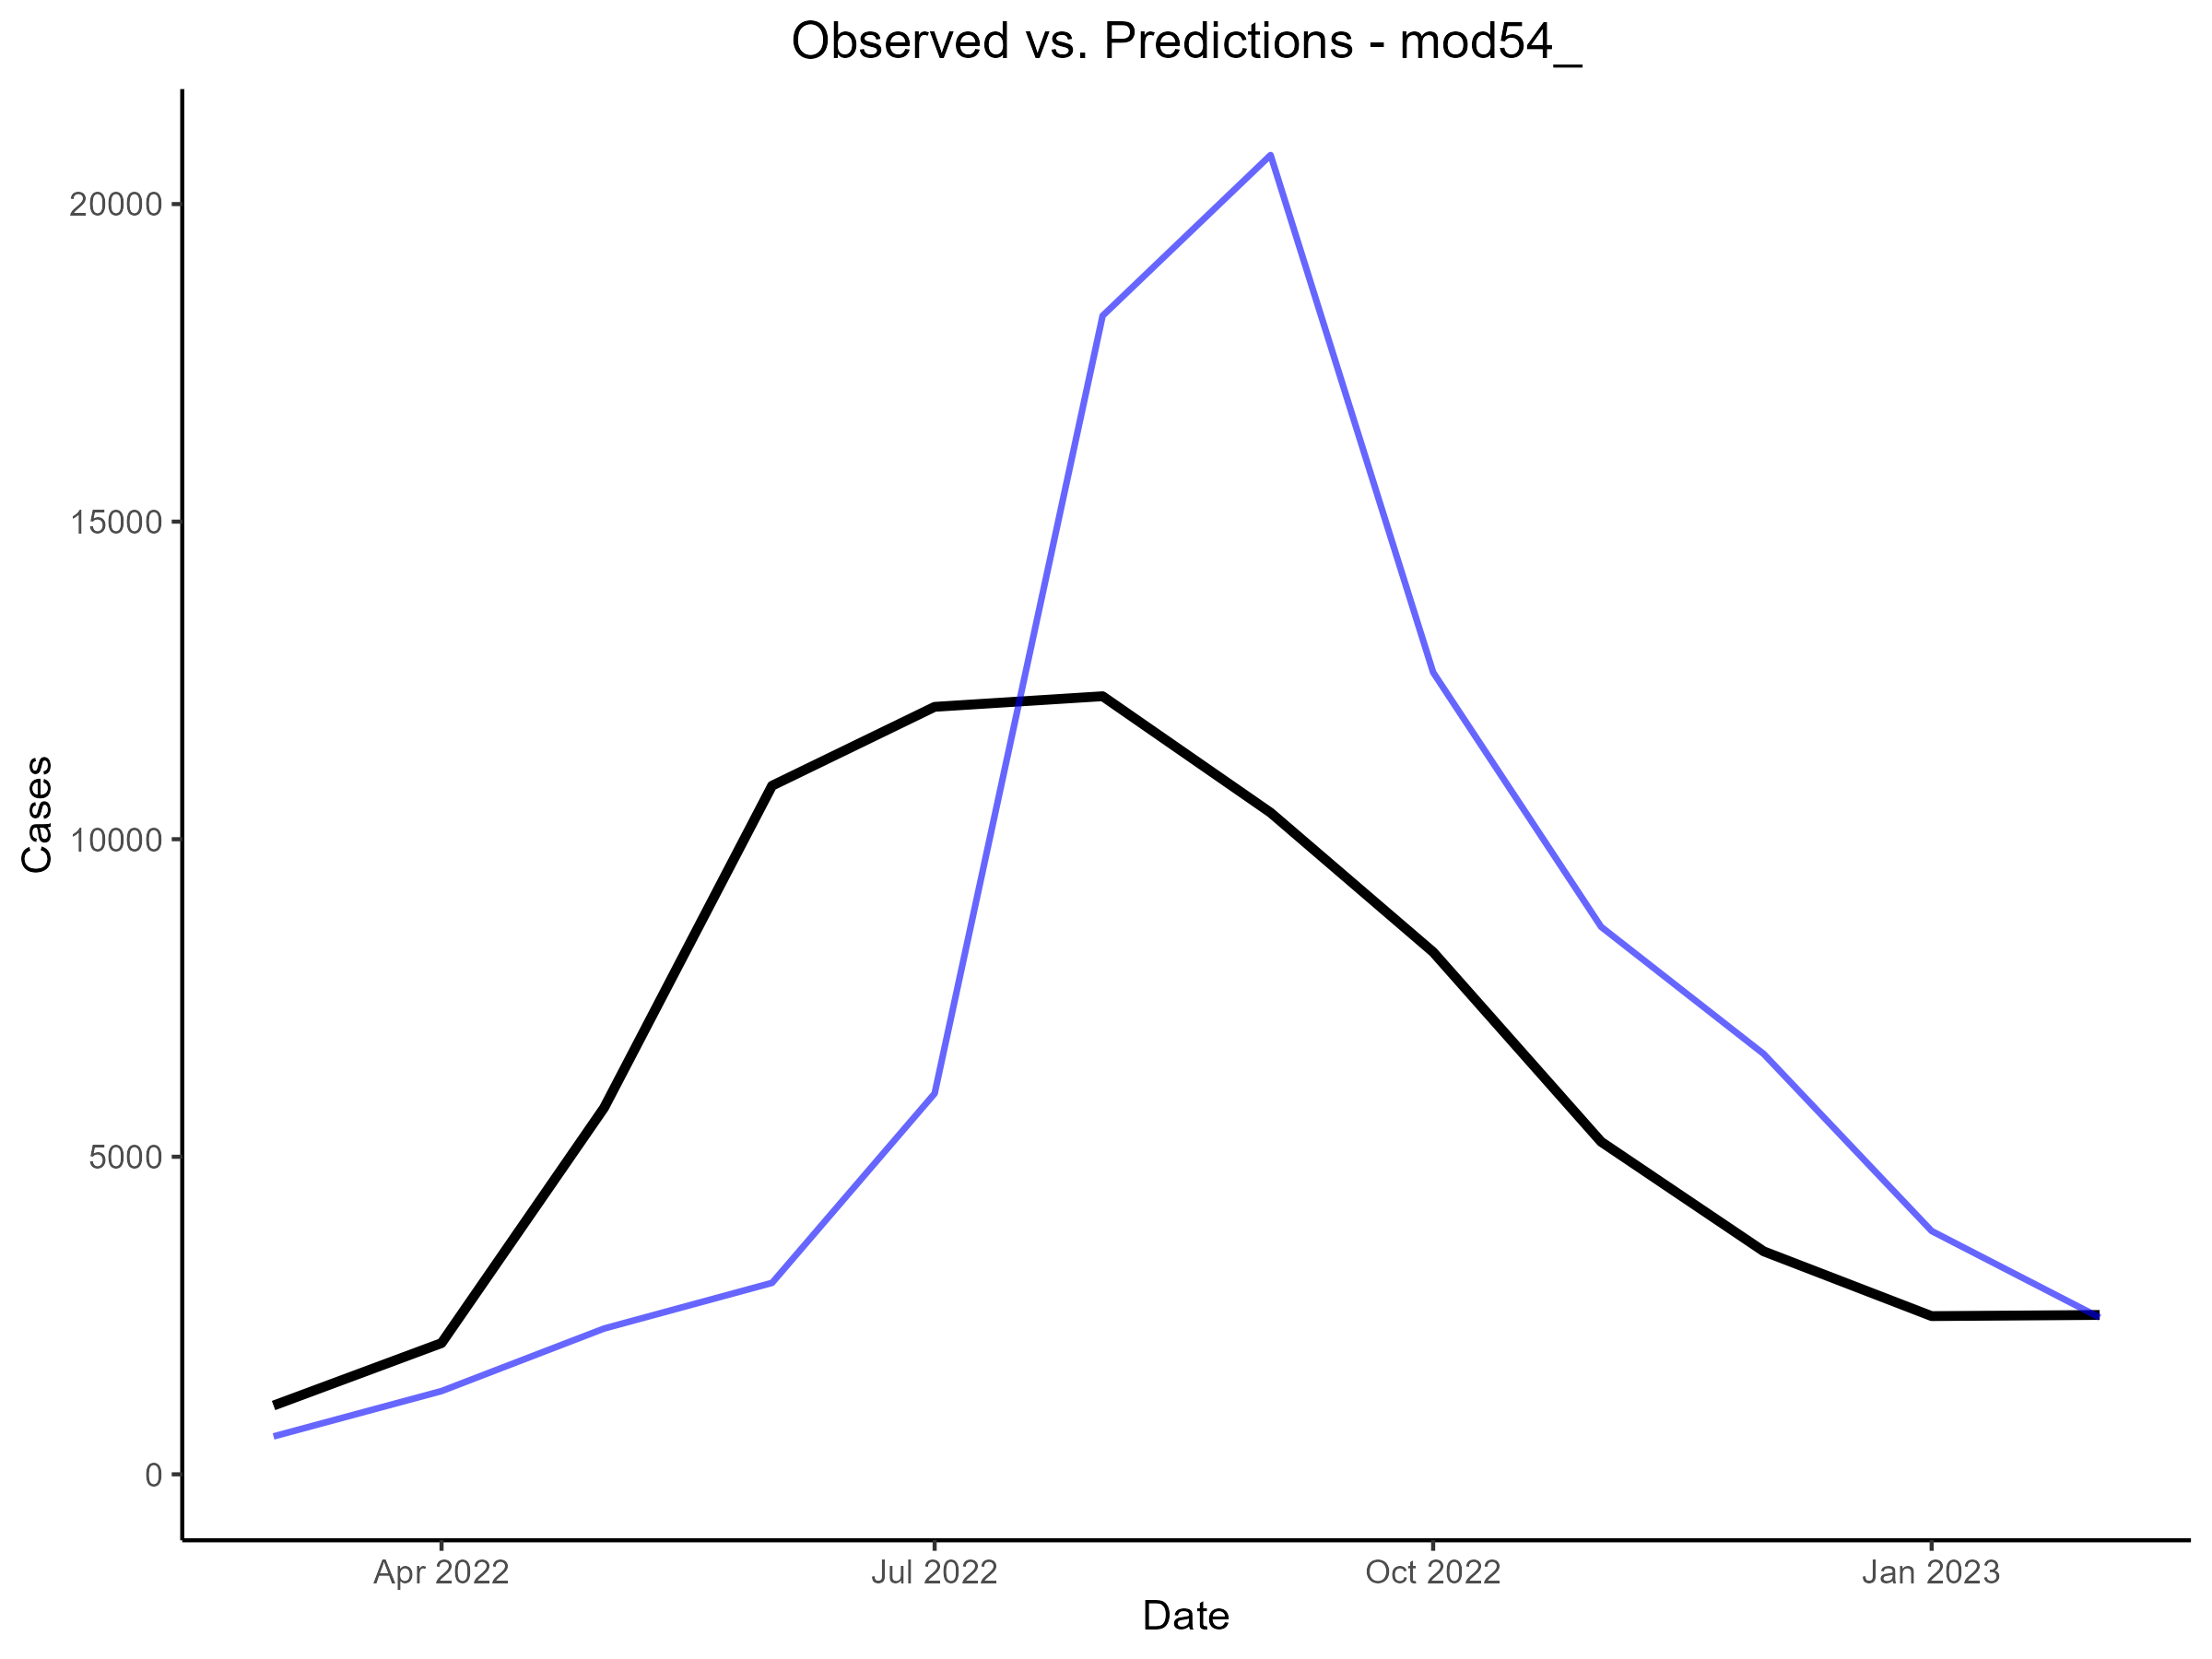 Observed vs. Predictions - mod54_
20000
15000
10000
5000
0
Cases
Apr 2022
Jul 2022
Oct 2022
Jan 2023
Date